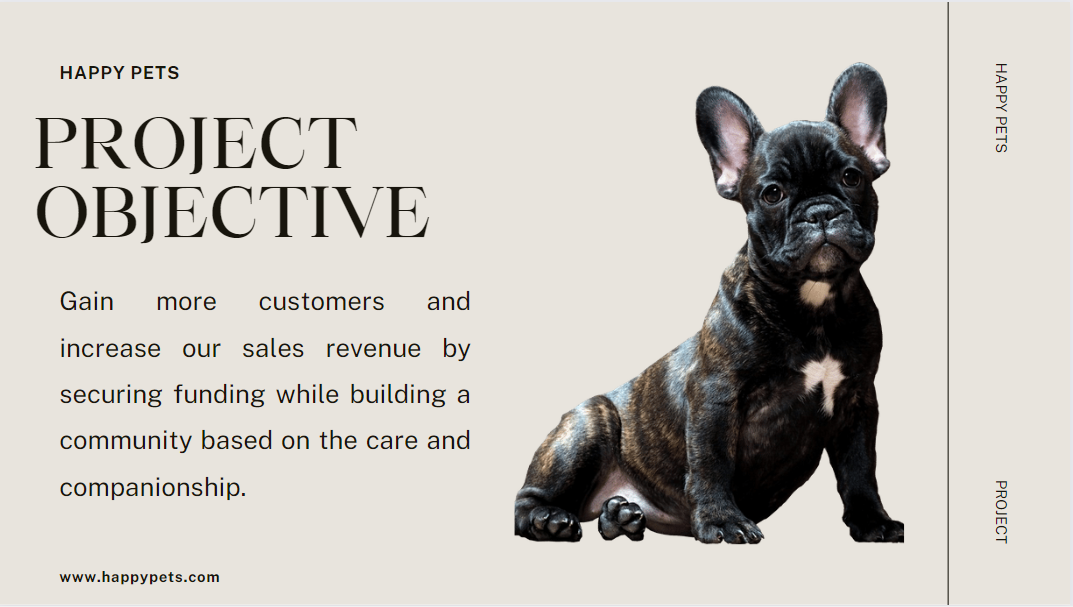 HAPPY PETS
PROJECT
OBJECTIVE
Gain more customers and
increase our sales revenue by
securing funding while building a
community based on the care and
companionship.
www.happypets.com
HAPPY PETS
PROJECT